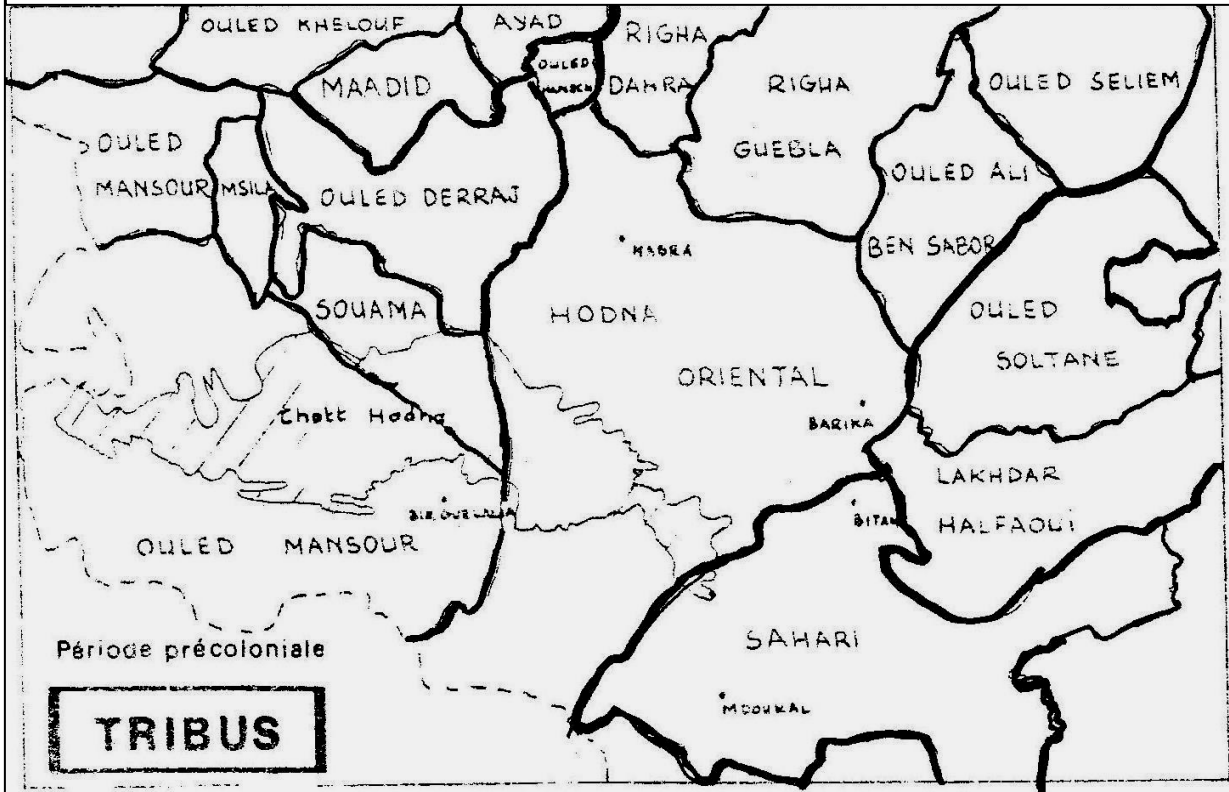 OULED KHELOUF
AYAD
RIGHA
DAHRA
OULED
MAADID
RIGHA
GUEBLA
OULED SELIEM
OULED
MANSOUR
MSILA
OULED DERRAJ
OULED ALI
BEN SABOR
MAGRA
SOUAMA
HODNA
ORIENTAL
OULED
SOLTANE
Chott Hodna
BARIKA
LAKHDAR
HALFAOUI
BITAM
OULED MANSOUR
SAHARI
MDOUKAL
Période précoloniale
TRIBUS